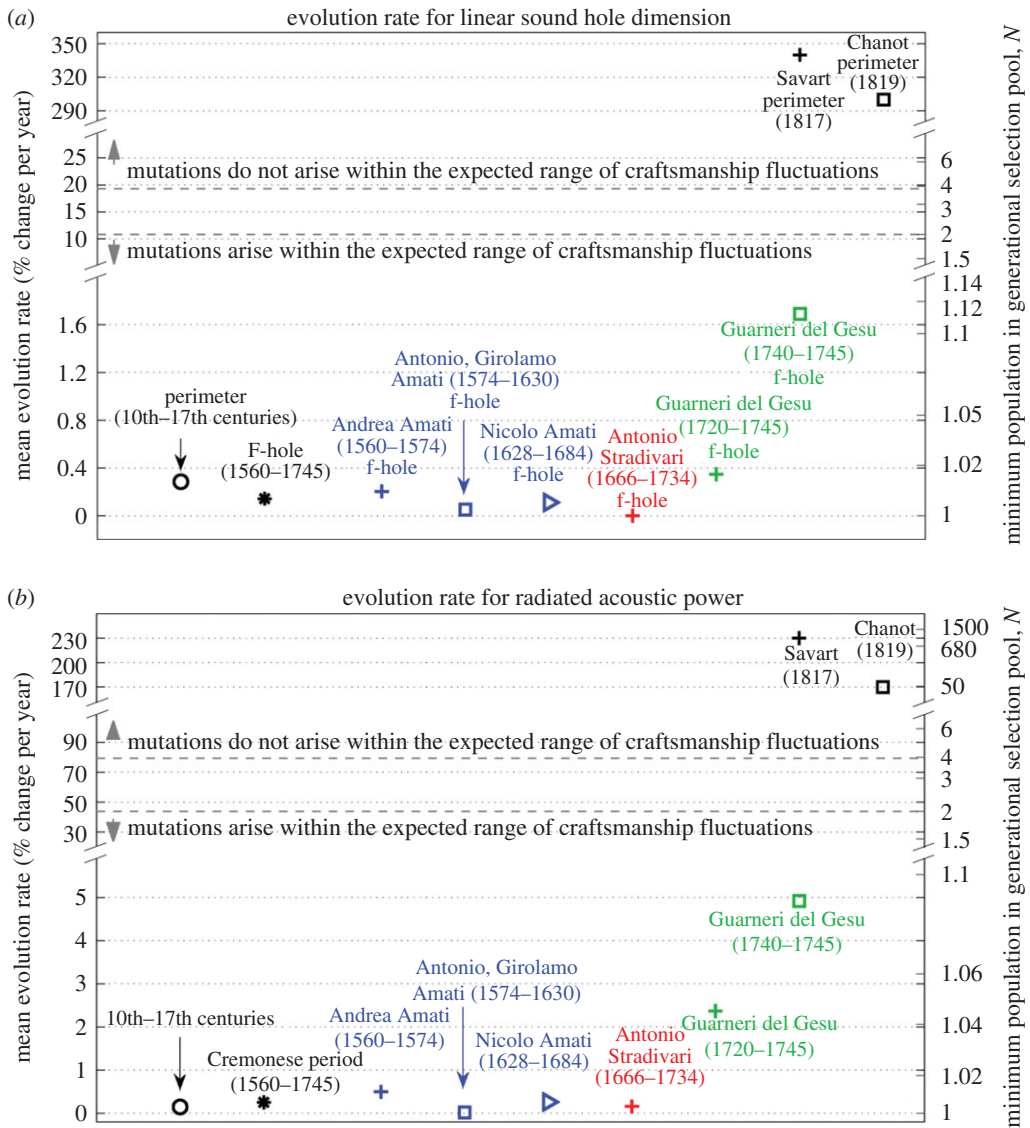 (a) evolution rate for linear sound hole dimension
mean evolution rate (% change per year)
350
320
290
25
20
15
10
1.6
1.2
0.8
0.4
0
Savart
perimeter
(1817)
Chanot
perimeter
(1819)
mutations do not arise within the expected range of craftsmanship fluctuations
mutations arise within the expected range of craftsmanship fluctuations
perimeter
(10th–17th centuries)
F-hole
(1560–1745)
Andrea Amati
(1560–1574)
f-hole
Antonio, Girolamo
Amati (1574–1630)
f-hole
Nicolo Amati
(1628–1684)
f-hole
Antonio
Stradivari
(1666–1734)
f-hole
Guarneri del Gesu
(1720–1745)
f-hole
Guarneri del Gesu
(1740–1745)
f-hole
6
4
3
2
1.5
1.14
1.12
1.1
1.05
1.02
1
minimum population in generational selection pool, N
(b) evolution rate for radiated acoustic power
mean evolution rate (% change per year)
230
200
170
90
70
50
30
5
4
3
2
1
0
Savart
(1817)
Chanot
(1819)
mutations do not arise within the expected range of craftsmanship fluctuations
mutations arise within the expected range of craftsmanship fluctuations
10th–17th centuries
Cremonese period
(1560–1745)
Andrea Amati
(1560–1574)
Antonio, Girolamo
Amati (1574–1630)
Nicolo Amati
(1628–1684)
Antonio
Stradivari
(1666–1734)
Guarneri del Gesu
(1720–1745)
Guarneri del Gesu
(1740–1745)
1500
680
50
6
4
3
2
1.5
1.1
1.06
1.04
1.02
1
minimum population in generational selection pool, N